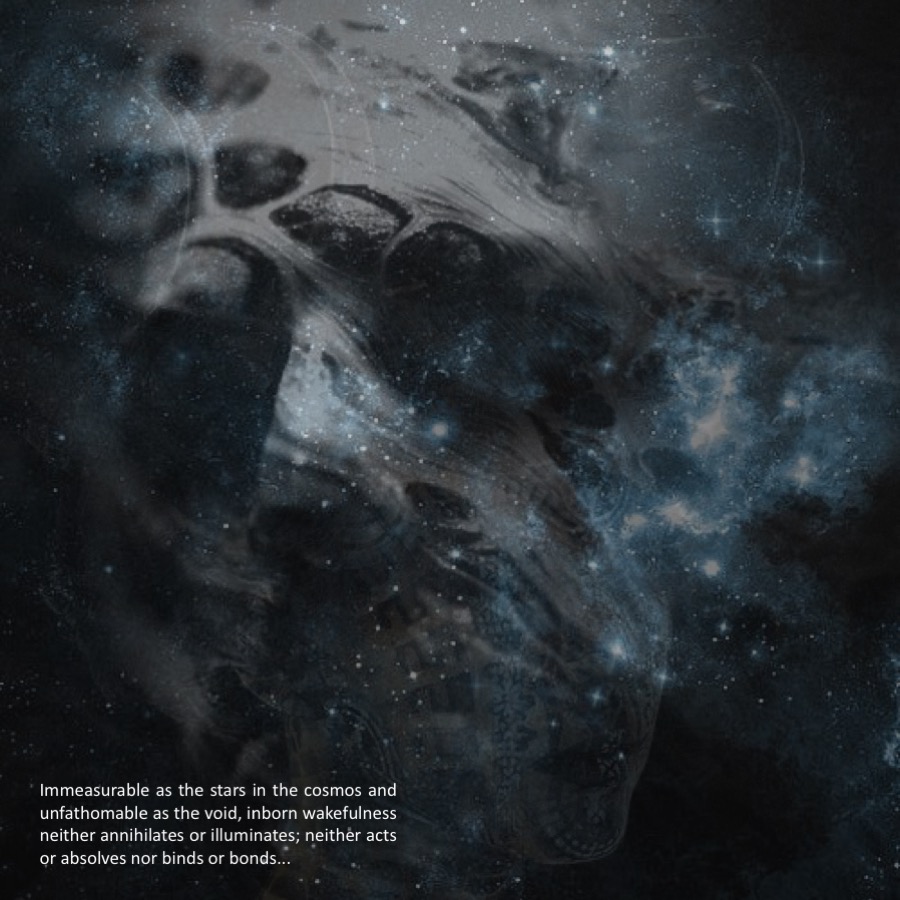 Immeasurable as the stars in the cosmos and
unfathomable as the void, inborn wakefulness
neither annihilates or illuminates; neither acts
or absolves nor binds or bonds...